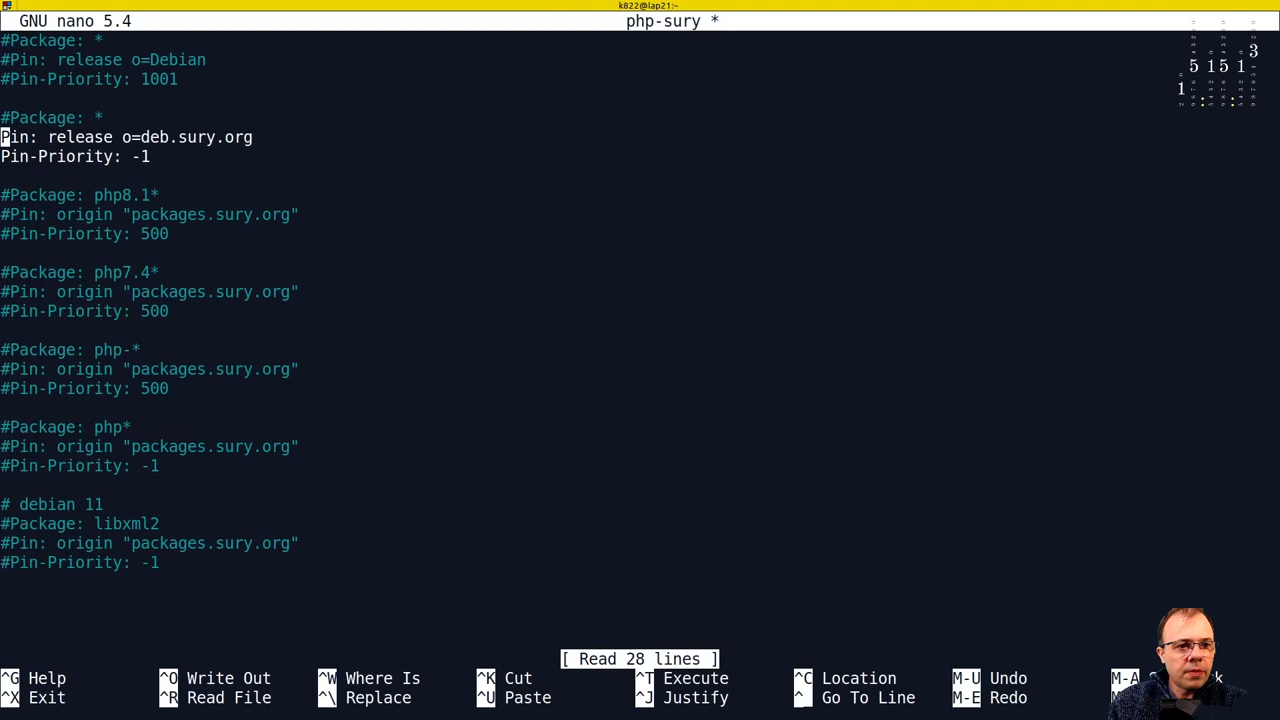 k822@lap21:~
GNU nano 5.4 php-sury *
#Package: *
#Pin: release o=Debian
#Pin-Priority: 1001
#Package: *
Pin: release o=deb.sury.org
Pin-Priority: -1
#Package: php8.1*
#Pin: origin "packages.sury.org"
#Pin-Priority: 500
#Package: php7.4*
#Pin: origin "packages.sury.org"
#Pin-Priority: 500
#Package: php-*
#Pin: origin "packages.sury.org"
#Pin-Priority: 500
#Package: php*
#Pin: origin "packages.sury.org"
#Pin-Priority: -1
# debian 11
#Package: libxml2
#Pin: origin "packages.sury.org"
#Pin-Priority: -1
[ Read 28 lines ]
^G Help ^O Write Out ^W Where Is ^K Cut ^T Execute ^C Location M-U Undo M-A
^X Exit ^R Read File ^\ Replace ^U Paste ^J Justify ^_ Go To Line M-E Redo